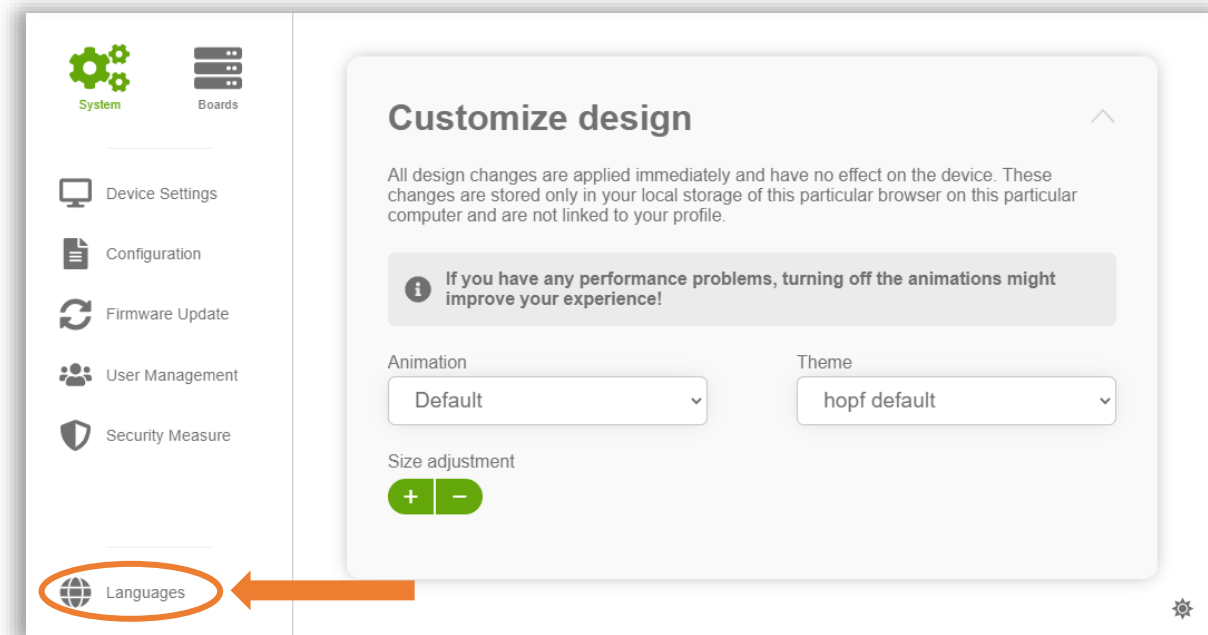 System
Boards
Device Settings
Configuration
Firmware Update
User Management
Security Measure
Languages
Customize design
All design changes are applied immediately and have no effect on the device. These
changes are stored only in your local storage of this particular browser on this particular
computer and are not linked to your profile.
If you have any performance problems, turning off the animations might
improve your experience!
Animation
Theme
Default
hopf default
Size adjustment
+ −